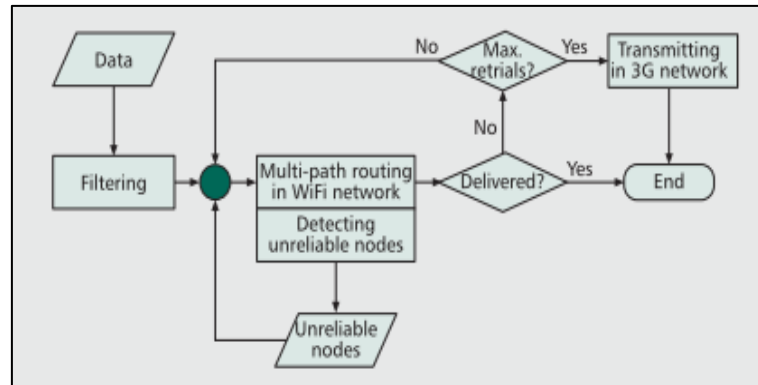 Data
No
Max.
retrials?
Yes
Transmitting
in 3G network
No
Filtering
Multi-path routing
in WiFi network
Delivered?
Yes
End
Detecting
unreliable nodes
Unreliable
nodes